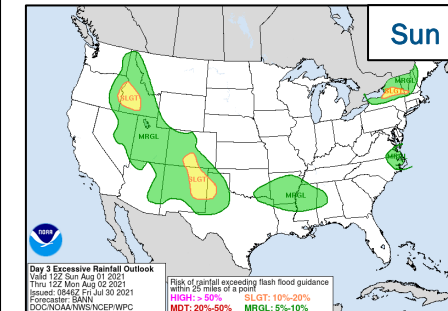 Sun
MRGL
SLGT
SLGT
MRGL
SLGT
MRGL
MRGL
NOAA
Day 3 Excessive Rainfall Outlook
Valid 12Z Sun Aug 01 2021
Thru 12Z Mon Aug 02 2021
Issued: 0846Z Fri Jul 30 2021
Forecaster: BANN
DOC/NOAA/NWS/NCEP/WPC
Risk of rainfall exceeding flash flood guidance
within 25 miles of a point
HIGH: > 50% SLGT: 10%-20%
MDT: 20%-50% MRGL: 5%-10%